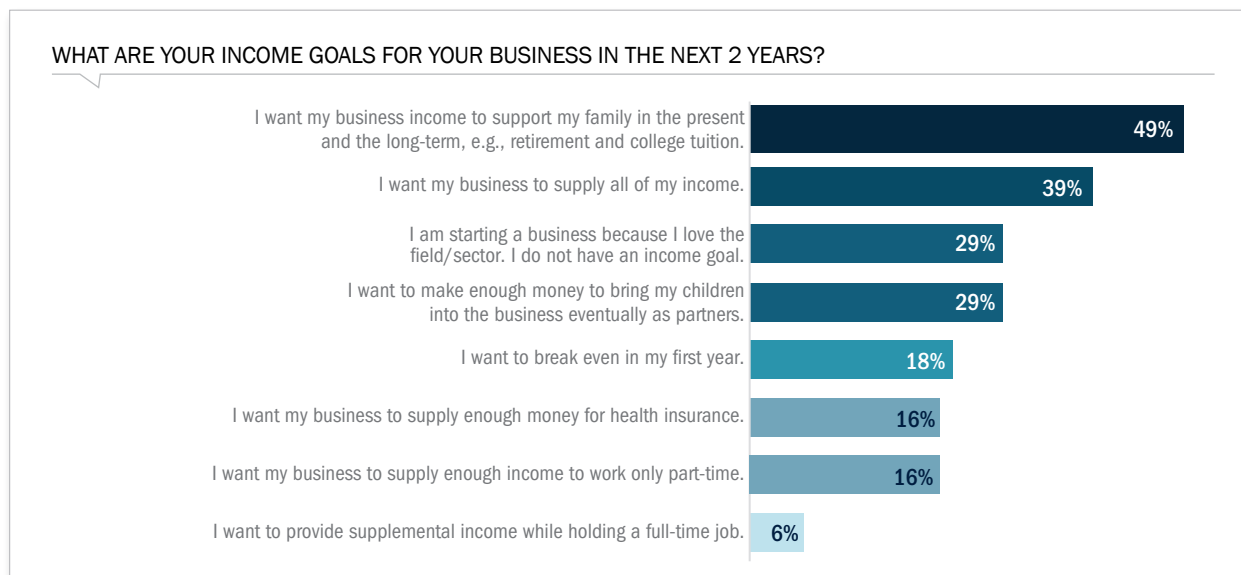 WHAT ARE YOUR INCOME GOALS FOR YOUR BUSINESS IN THE NEXT 2 YEARS?
I want my business income to support my family in the present
and the long-term, e.g., retirement and college tuition.
49%
I want my business to supply all of my income.
39%
I am starting a business because I love the
field/sector. I do not have an income goal.
29%
I want to make enough money to bring my children
into the business eventually as partners.
29%
I want to break even in my first year.
18%
I want my business to supply enough money for health insurance.
16%
I want my business to supply enough income to work only part-time.
16%
I want to provide supplemental income while holding a full-time job.
6%